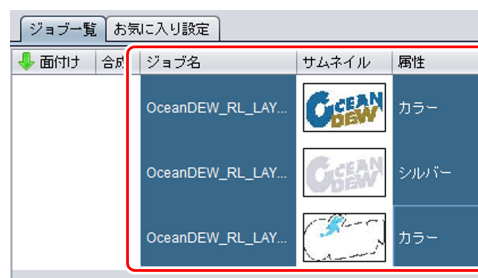 ジョブ一覧 お気に入り設定
面付け 合成 ジョブ名 サムネイル 属性
OceanDEW_RL_LAY... OCEAN DEW カラー
OceanDEW_RL_LAY... OCEAN DEW シルバー
OceanDEW_RL_LAY... カラー